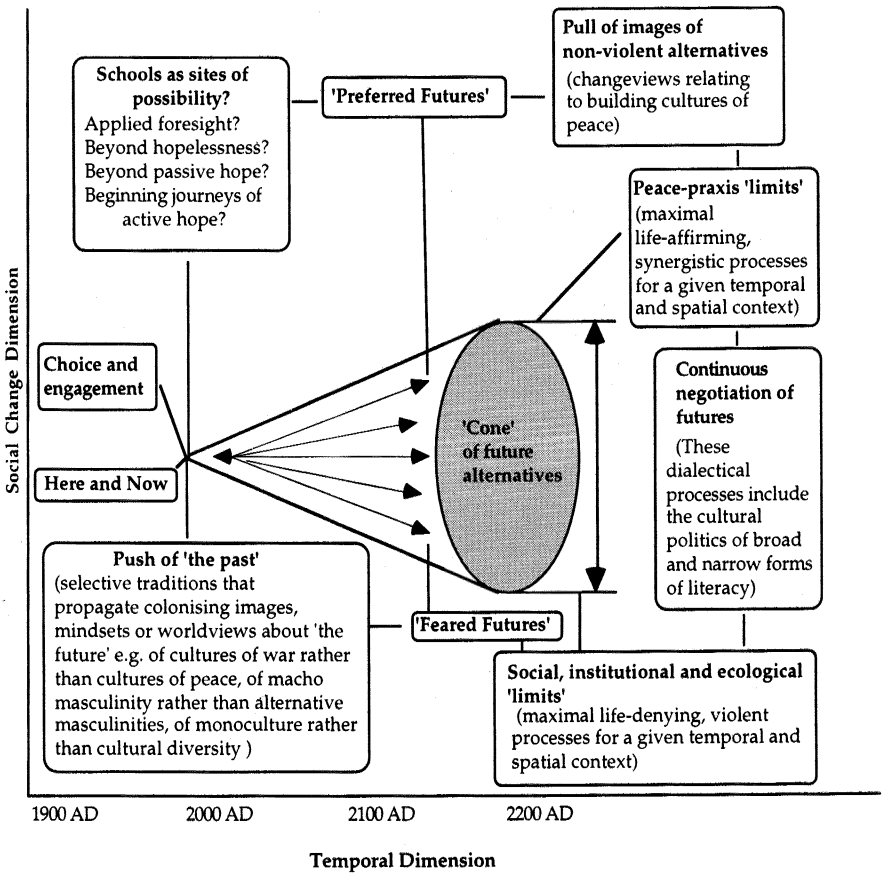 Pull of images of
non-violent alternatives
(changeviews relating
to building cultures of
peace)
Schools as sites of
possibility?
Applied foresight?
Beyond hopelessness?
Beyond passive hope?
Beginning journeys of
active hope?
'Preferred Futures'
Peace-praxis 'limits'
(maximal
life-affirming,
synergistic processes
for a given temporal
and spatial context)
Social Change Dimension
Choice and
engagement
Here and Now
'Cone'
of future
alternatives
Continuous
negotiation of
futures
(These
dialectical
processes include
the cultural
politics of broad
and narrow forms
of literacy)
Push of 'the past'
(selective traditions that
propagate colonising images,
mindsets or worldviews about 'the
future' e.g. of cultures of war rather
than cultures of peace, of macho
masculinity rather than alternative
masculinities, of monoculture rather
than cultural diversity )
'Feared Futures'
Social, institutional and ecological
'limits'
(maximal life-denying, violent
processes for a given temporal and
spatial context)
1900 AD
2000 AD
2100 AD
2200 AD
Temporal Dimension